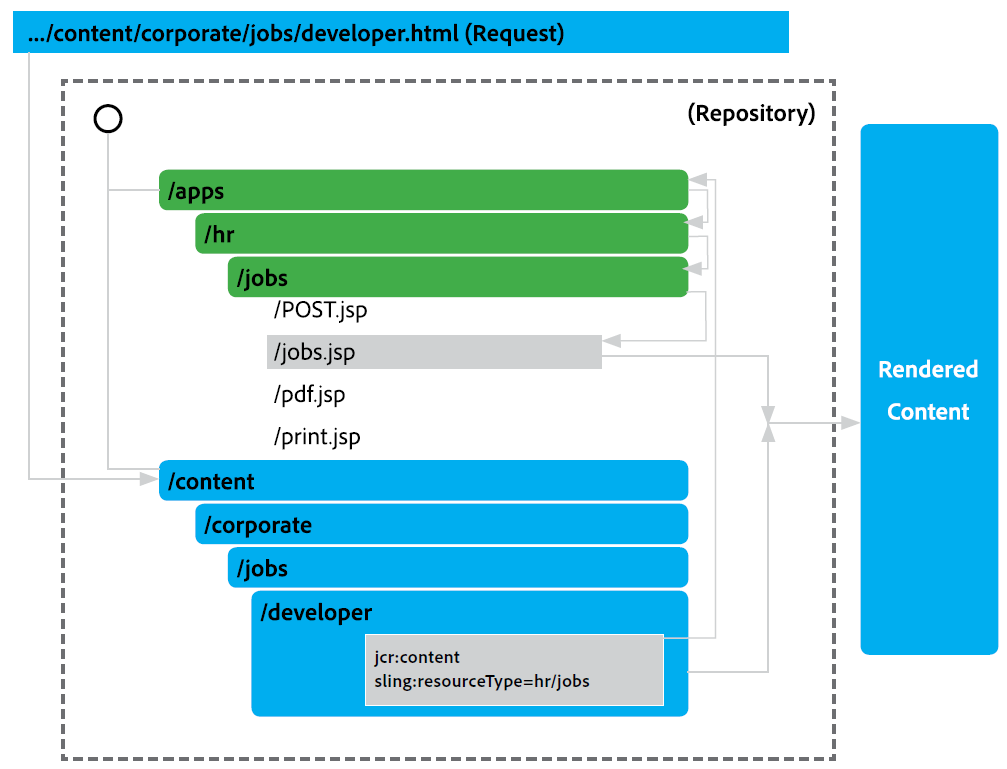 .../content/corporate/jobs/developer.html (Request)
(Repository)
/apps
/hr
/jobs
/POST.jsp
/jobs.jsp
/pdf.jsp
/print.jsp
/content
/corporate
/jobs
/developer
jcr:content
sling:resourceType=hr/jobs
Rendered
Content